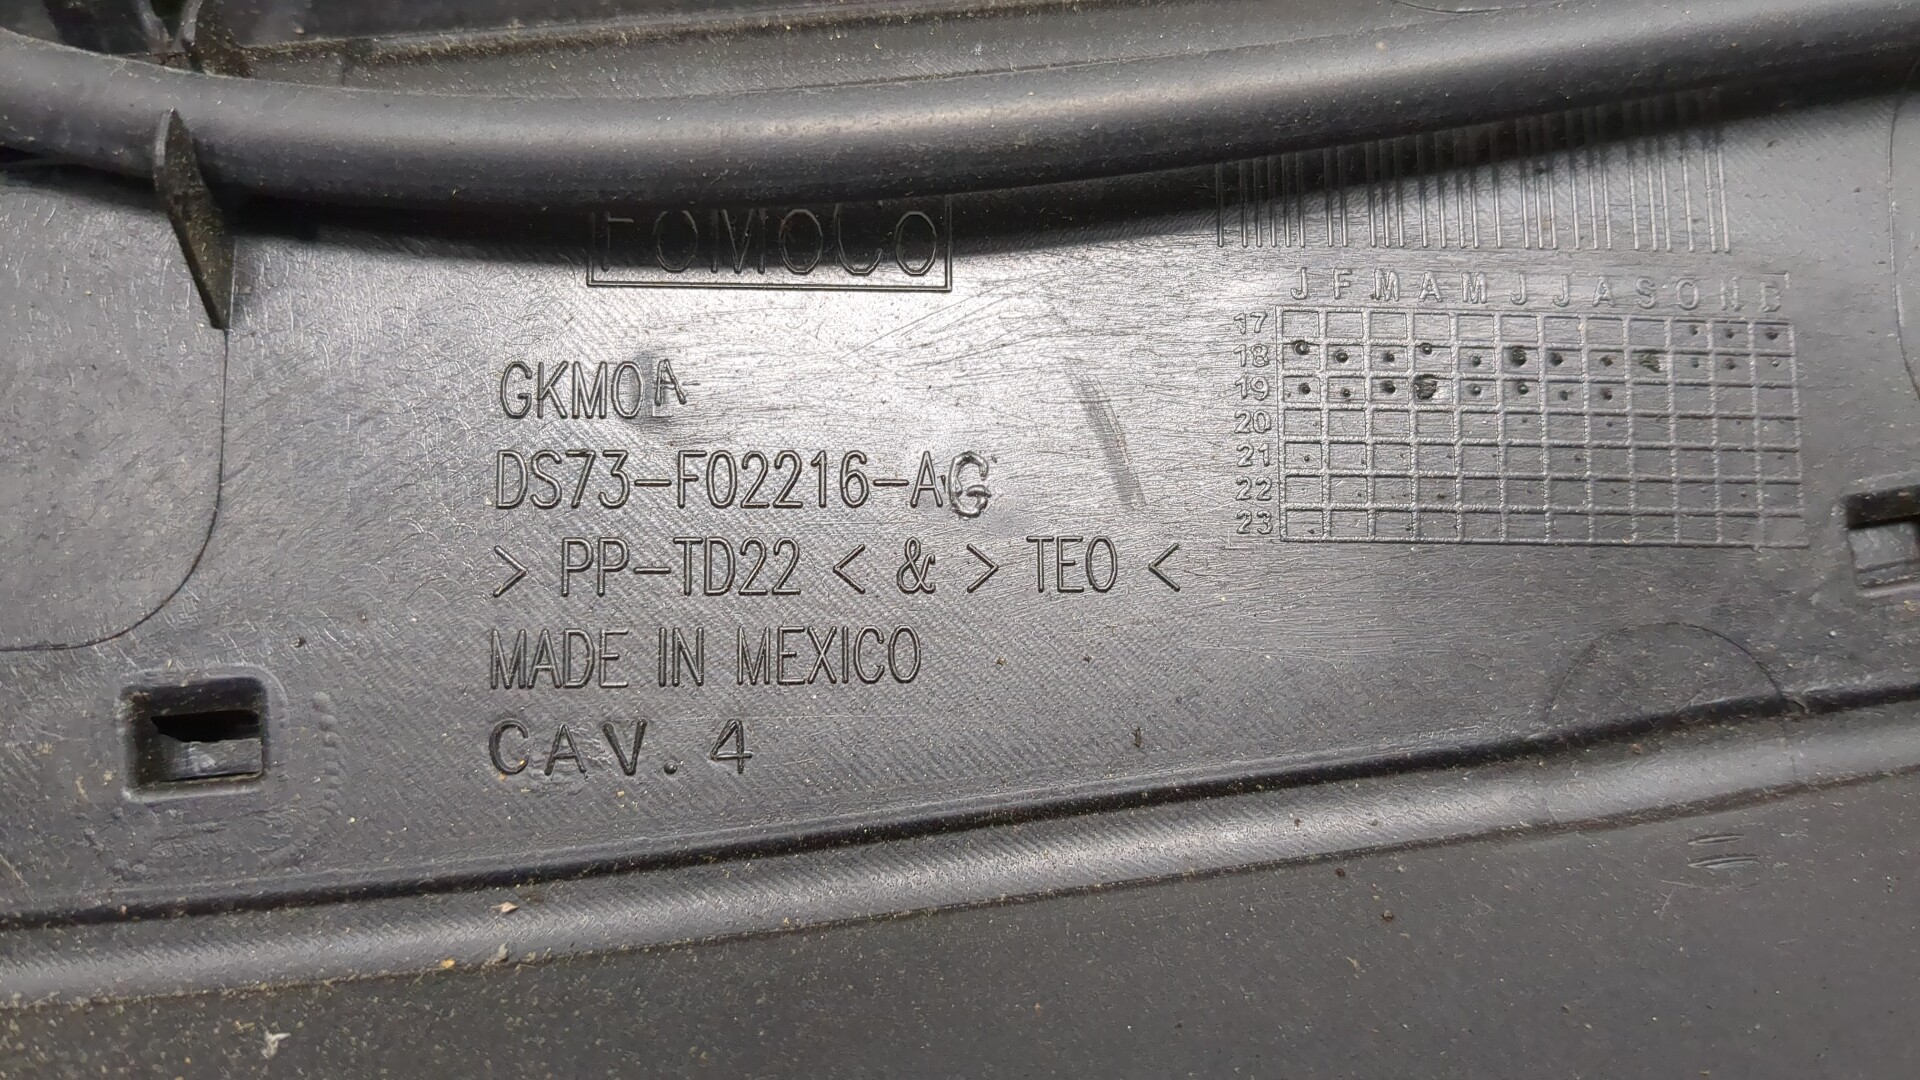 FOMOCO
GKM0A
DS73-F02216-AG
> PP-TD22 < & > TEO <
MADE IN MEXICO
CAV. 4
J F M A M J J A S O N D
17
18
19
20
21
22
23